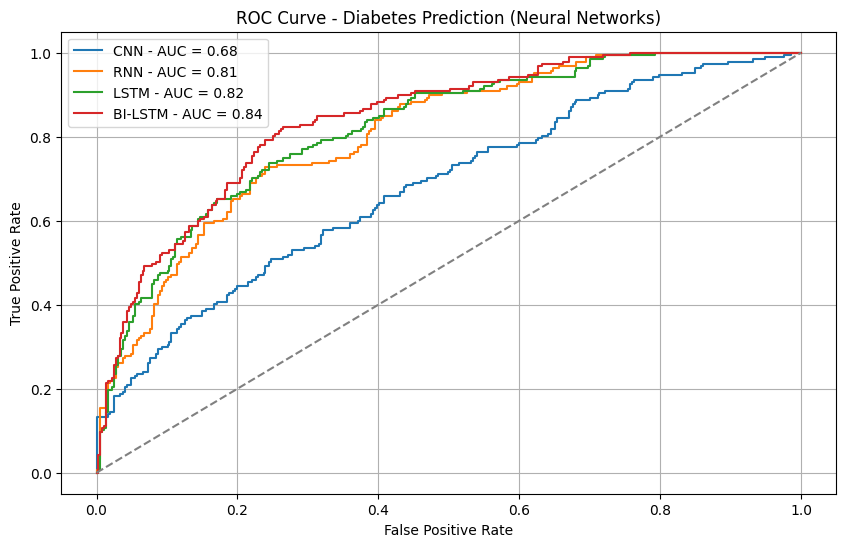 ROC Curve - Diabetes Prediction (Neural Networks)
CNN - AUC = 0.68
RNN - AUC = 0.81
LSTM - AUC = 0.82
BI-LSTM - AUC = 0.84
True Positive Rate
1.0
0.8
0.6
0.4
0.2
0.0
0.0 0.2 0.4 0.6 0.8 1.0
False Positive Rate